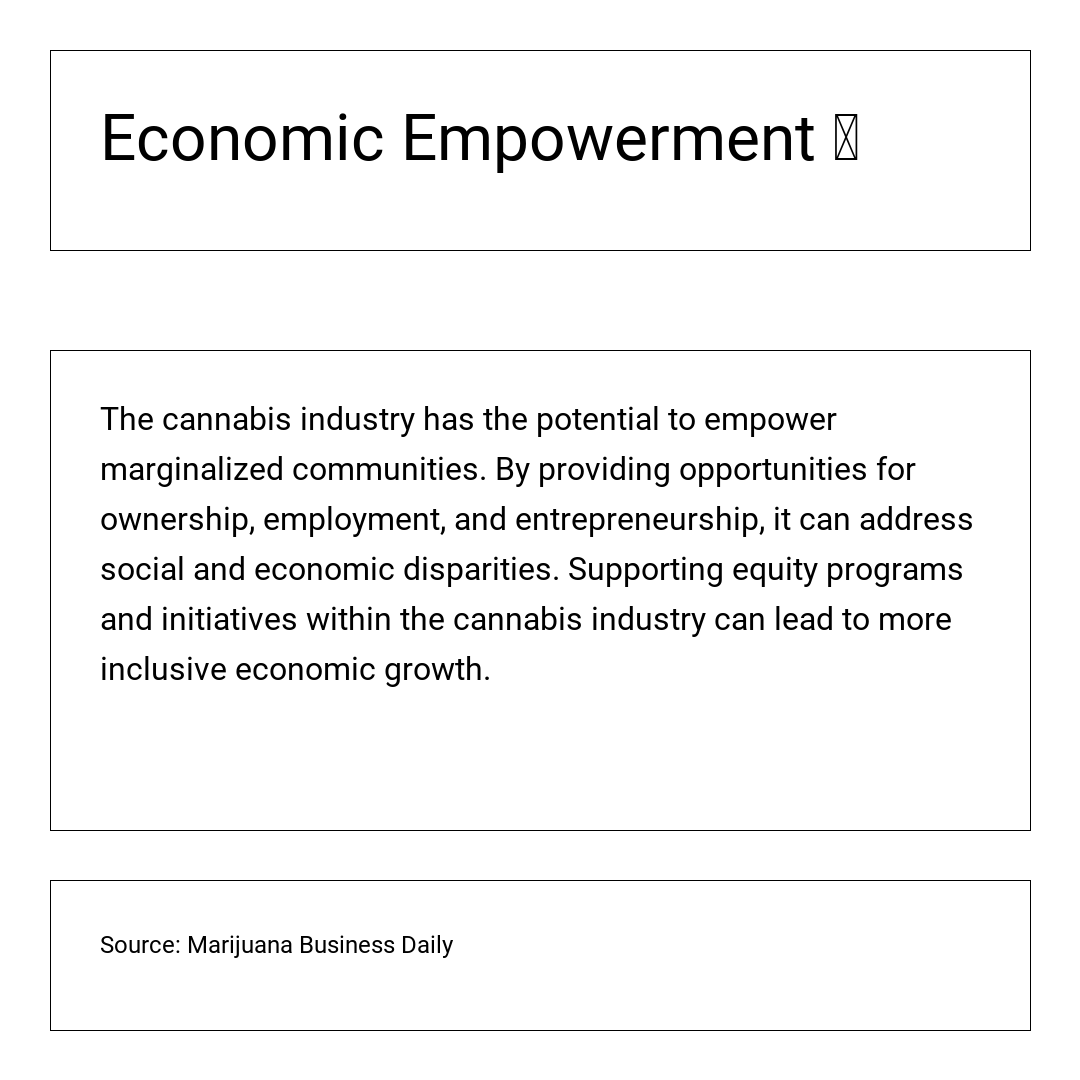 Economic Empowerment
The cannabis industry has the potential to empower
marginalized communities. By providing opportunities for
ownership, employment, and entrepreneurship, it can address
social and economic disparities. Supporting equity programs
and initiatives within the cannabis industry can lead to more
inclusive economic growth.
Source: Marijuana Business Daily